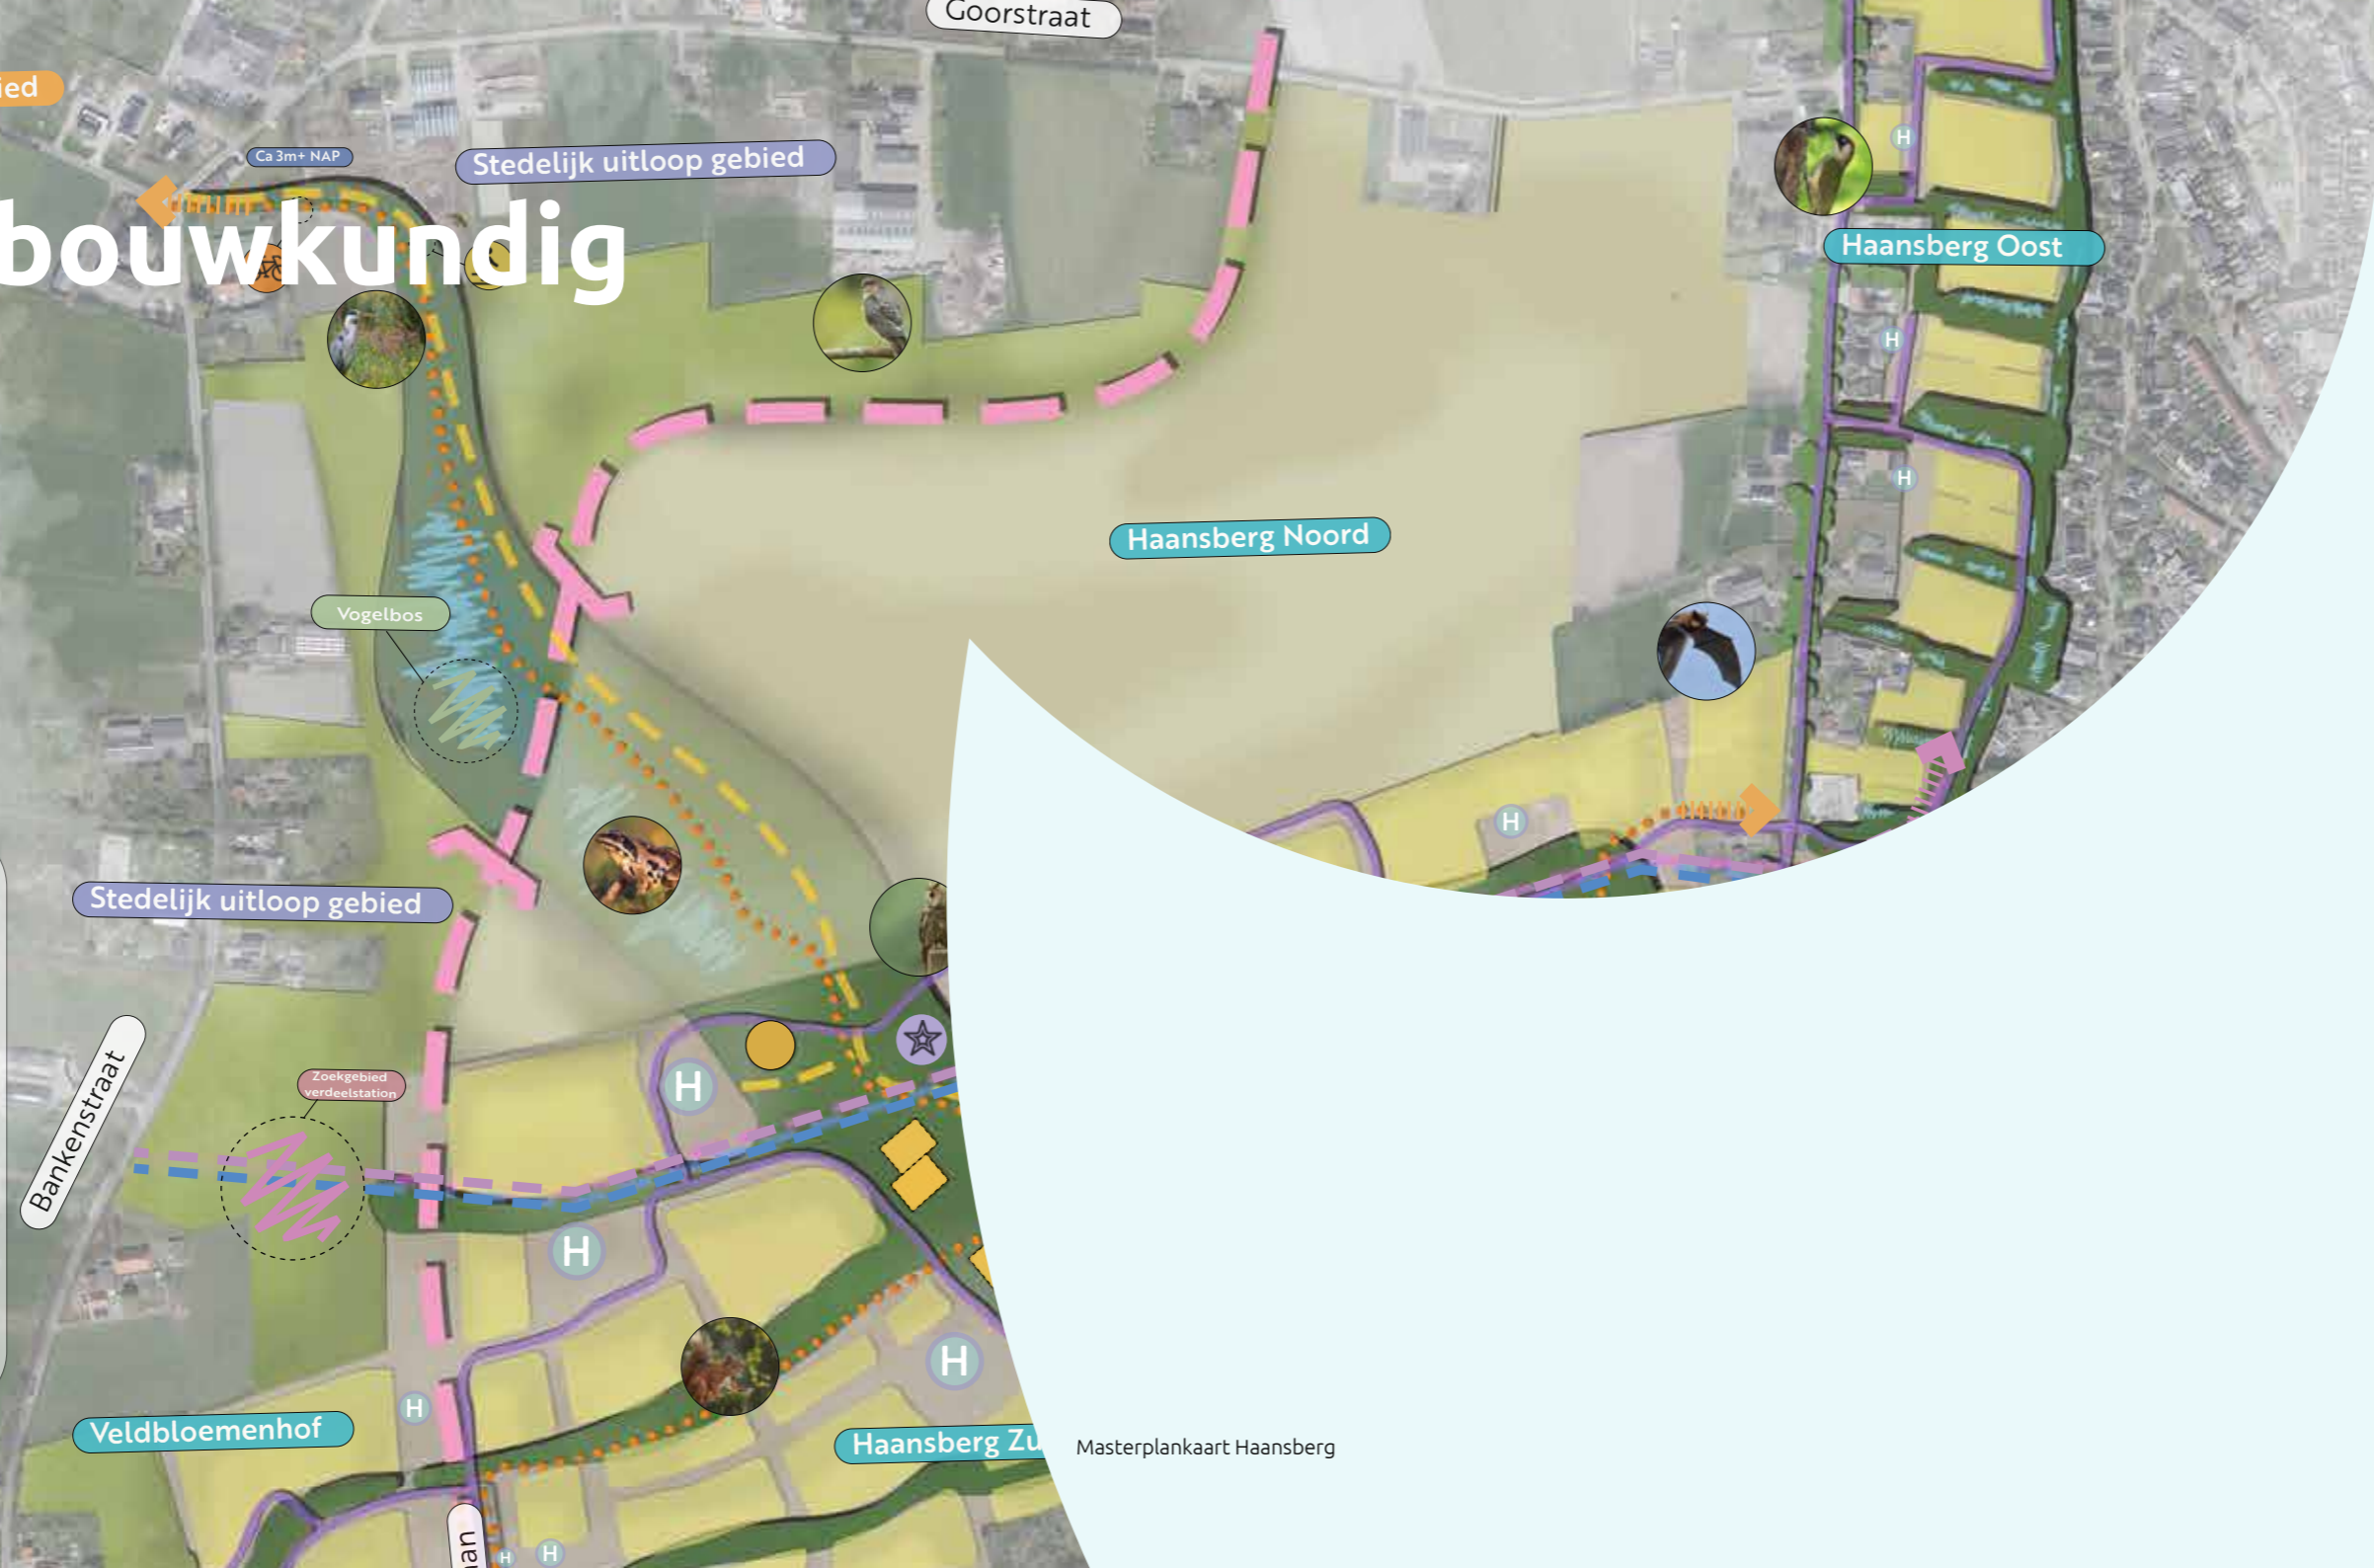 Goorstraat
ied
Ca 3m+ NAP
Stedelijk uitloop gebied
bouwkundig
H
Haansberg Oost
H
H
Haansberg Noord
Vogelbos
H
Stedelijk uitloop gebied
Bankenstraat
Zoekgebied
verdeelstation
H
H
H
H
Veldbloemenhof
Haansberg Zu
Masterplankaart Haansberg
aan
H
H